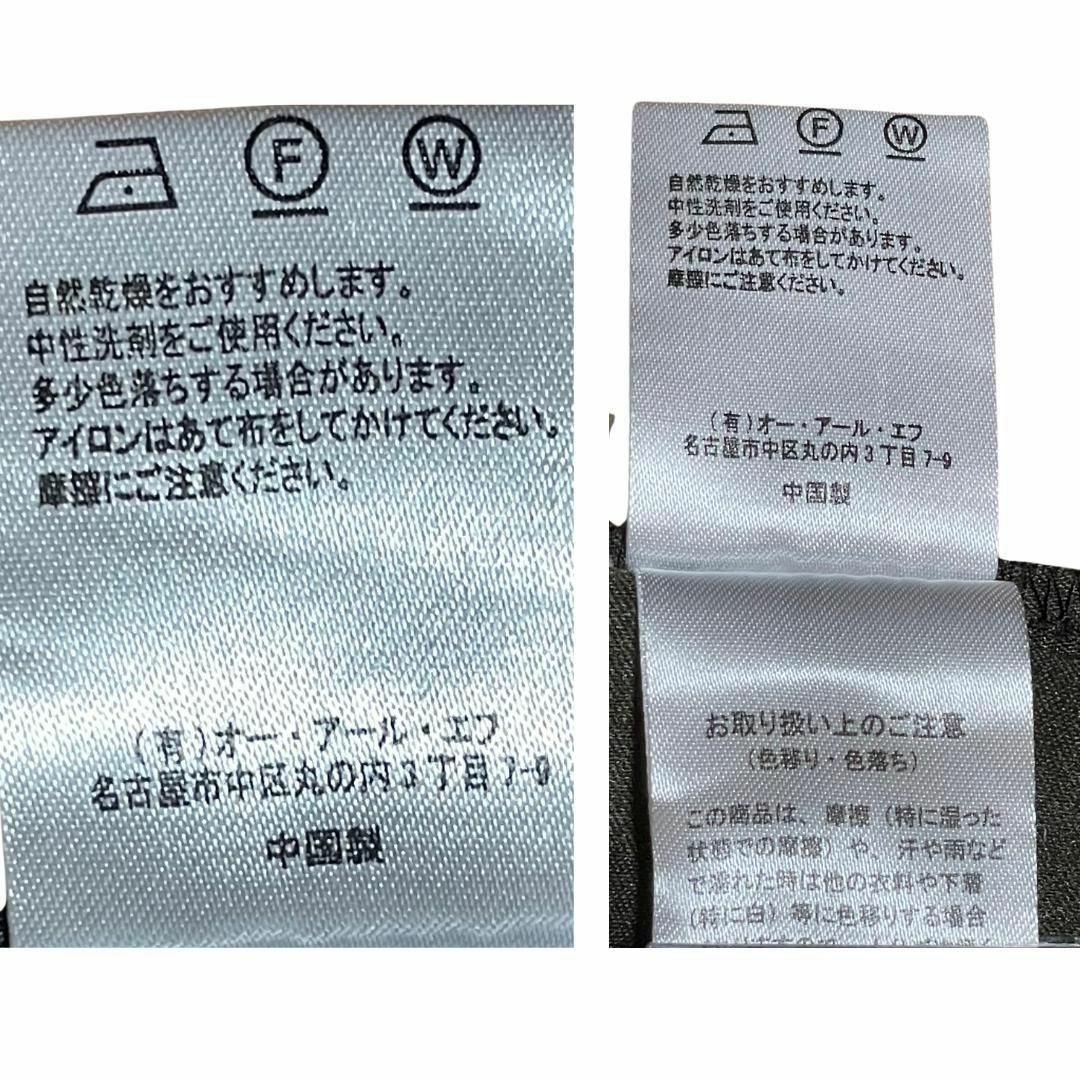 F W
自然乾燥をおすすめします。
中性洗剤をご使用ください。
多少色落ちする場合があります。
アイロンはあて布をしてかけてください。
摩擦にご注意ください。
(有)オー・アール・エフ
名古屋市中区丸の内3丁目7-9
中国製
F W
自然乾燥をおすすめします。
中性洗剤をご使用ください。
多少色落ちする場合があります。
アイロンはあて布をしてかけてください。
摩擦にご注意ください。
(有)オー・アール・エフ
名古屋市中区丸の内3丁目7-9
中国製
お取り扱い上のご注意
(色移り・色落ち)
この商品は、摩擦(特に湿った
状態での摩擦)や、汗や雨など
で濡れた時は他の衣料や下着
(特に白)等に色移りする場合